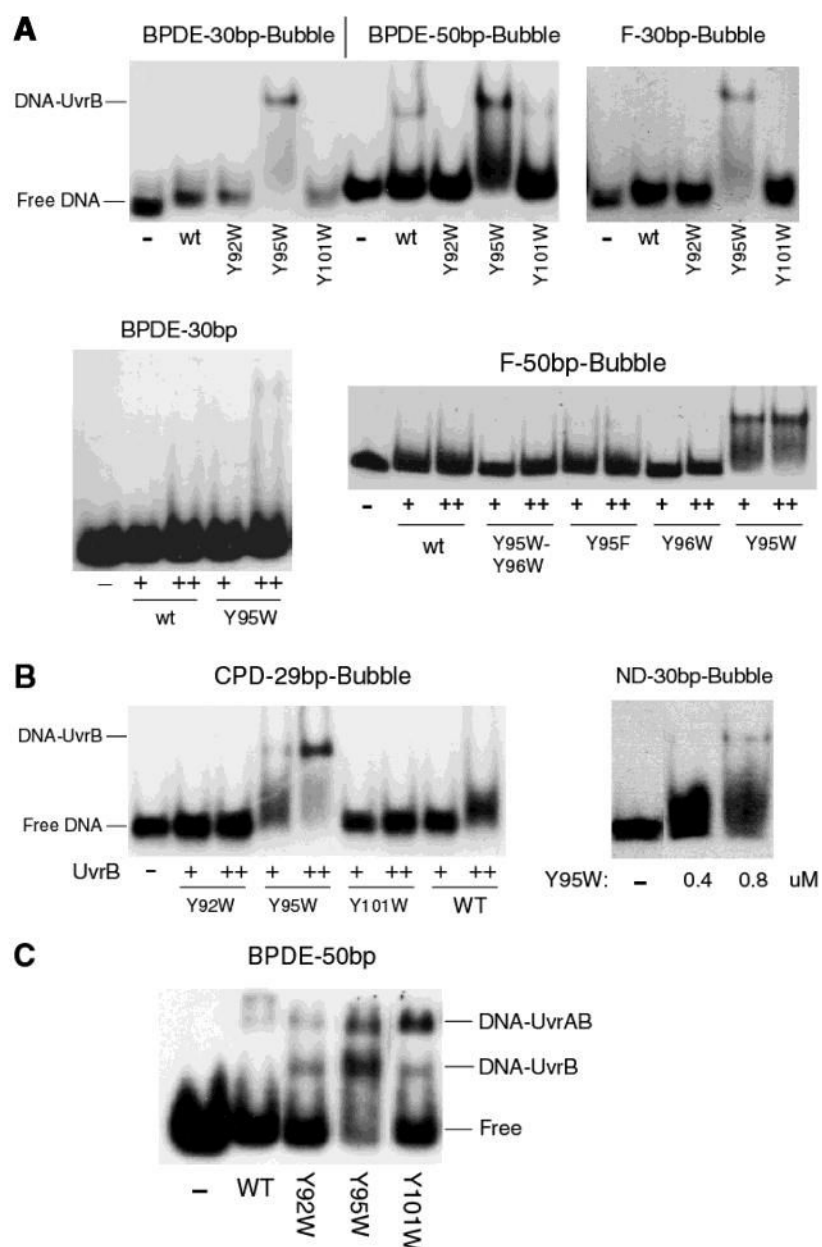 A
BPDE-30bp-Bubble
BPDE-50bp-Bubble
F-30bp-Bubble
DNA-UvrB
Free DNA
- wt Y92W Y95W Y101W - wt Y92W Y95W Y101W
- wt Y92W Y95W Y101W
BPDE-30bp
– + ++ + ++
wt Y95W
F-50bp-Bubble
- + ++ + ++ + ++ + ++ + ++
wt Y95W- Y95F Y96W Y95W
Y96W
B
CPD-29bp-Bubble
ND-30bp-Bubble
DNA-UvrB
Free DNA
UvrB - + ++ + ++ + ++ + ++
Y92W Y95W Y101W WT
Y95W: – 0.4 0.8 uM
C
BPDE-50bp
DNA-UvrAB
DNA-UvrB
Free
– WT Y92W Y95W Y101W